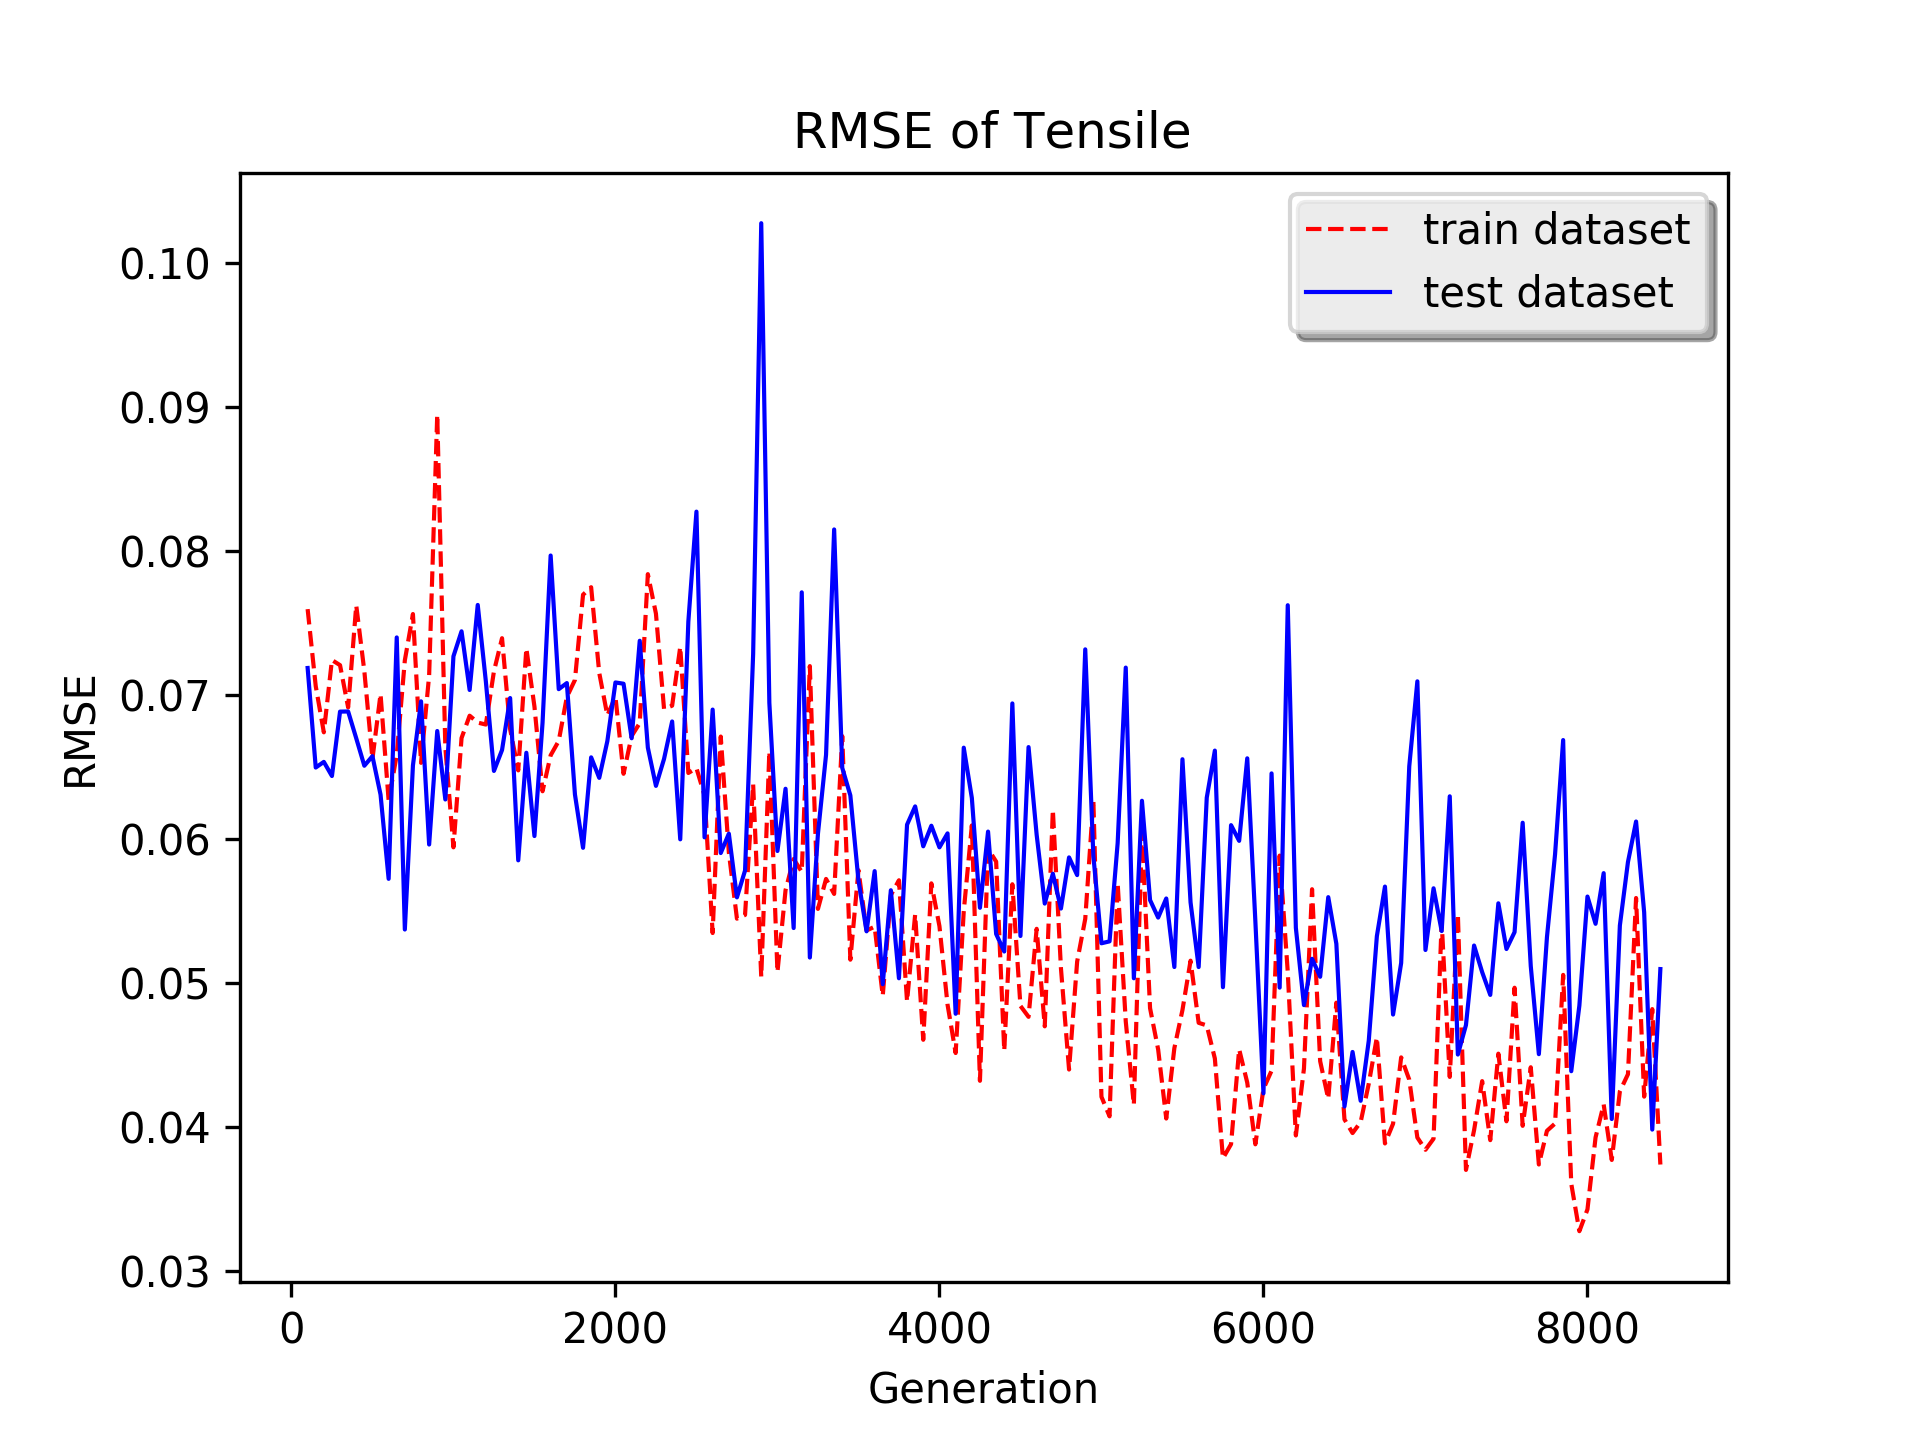 RMSE of Tensile
train dataset
test dataset
RMSE
0.10
0.09
0.08
0.07
0.06
0.05
0.04
0.03
0 2000 4000 6000 8000
Generation